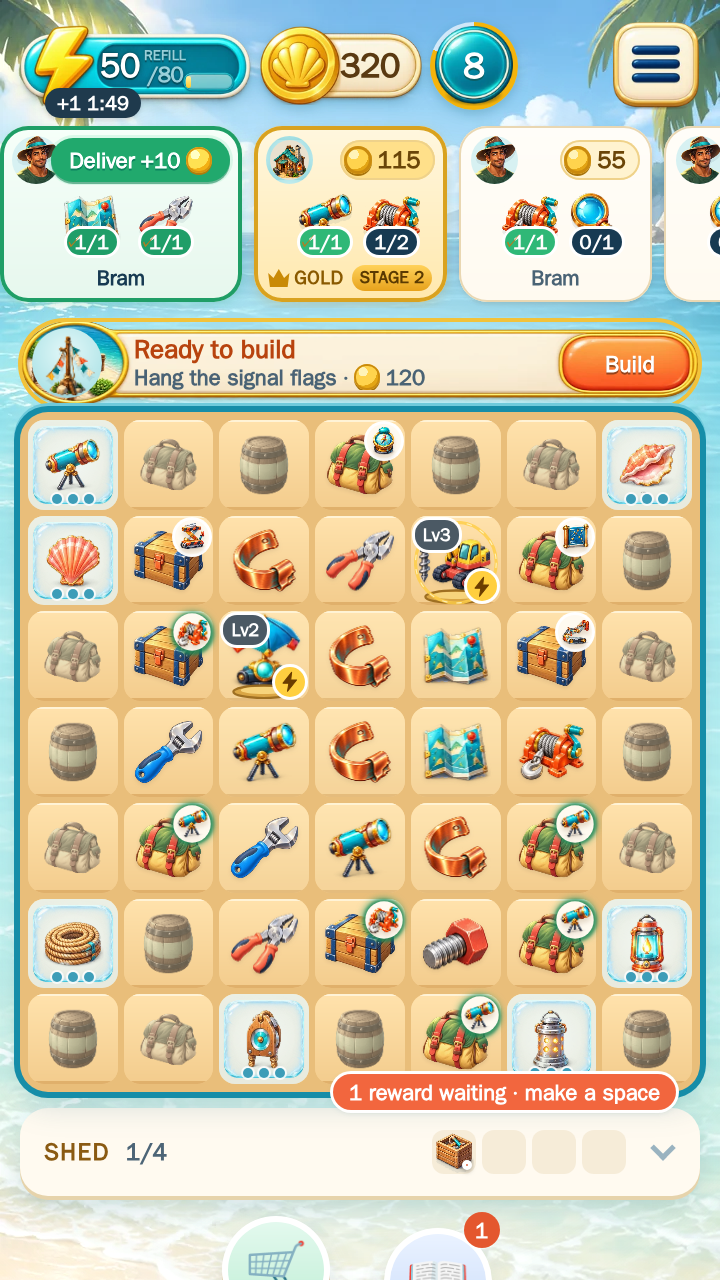 50 REFILL /80
320
8
+1 1:49
Deliver +10
115
55
1/1
1/1
1/1
1/2
1/1
0/1
Bram
GOLD
STAGE 2
Bram
Ready to build
Hang the signal flags · 120
Build
Lv3
Lv2
1 reward waiting · make a space
SHED 1/4
1